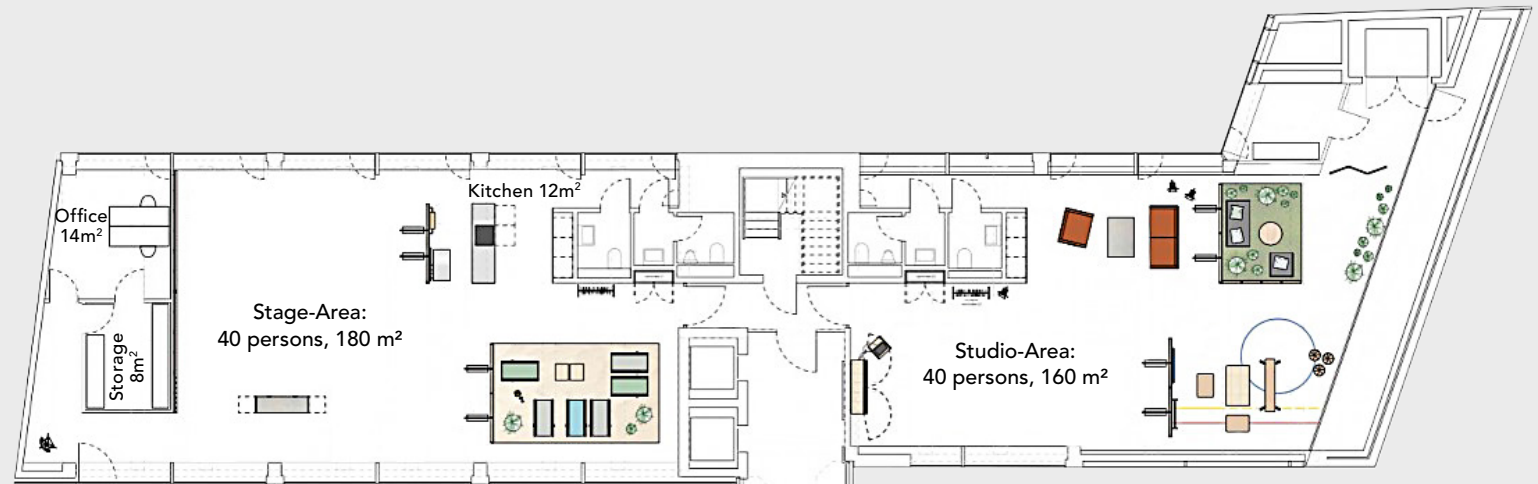 Kitchen 12m²
Office
14m²
Stage-Area:
40 persons, 180 m²
Storage
8m²
Studio-Area:
40 persons, 160 m²